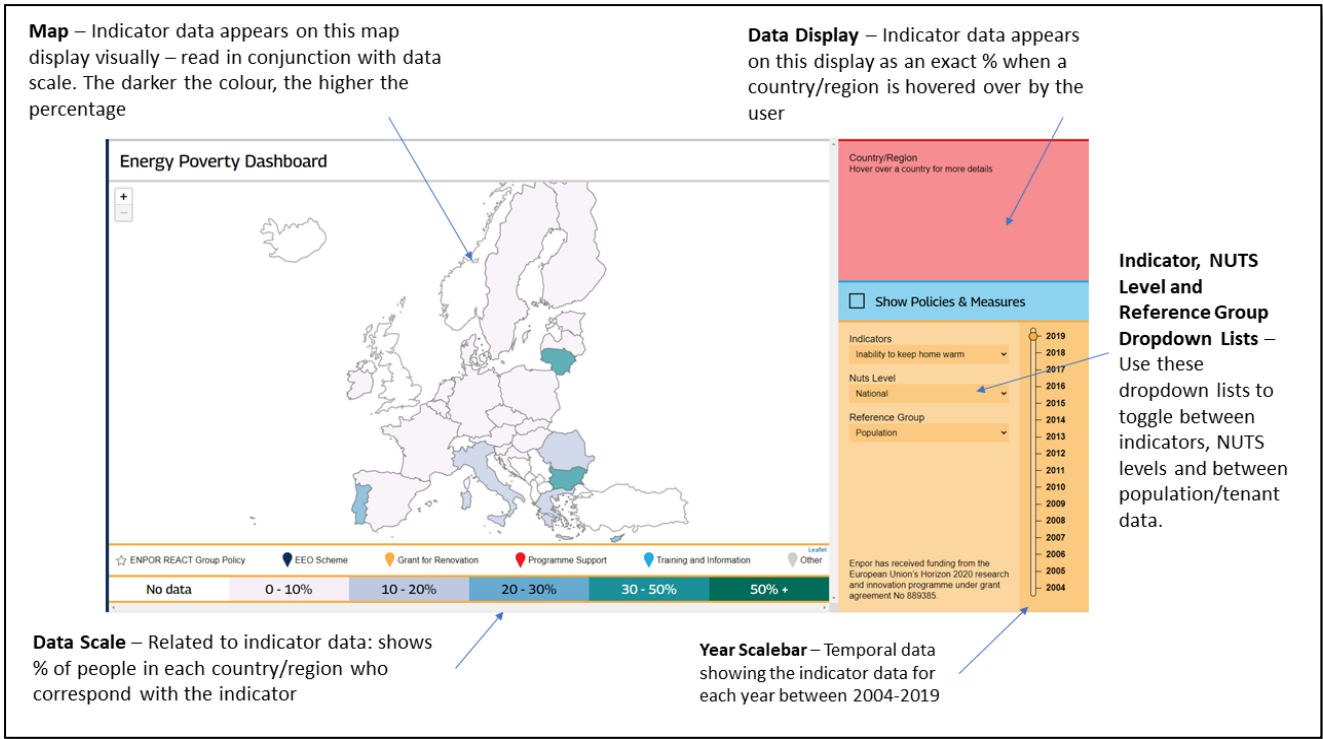 Map – Indicator data appears on this map
display visually – read in conjunction with data
scale. The darker the colour, the higher the
percentage
Data Display – Indicator data appears
on this display as an exact % when a
country/region is hovered over by the
user
Energy Poverty Dashboard
+
−
Country/Region
Hover over a country for more details
Show Policies & Measures
Indicators
Inability to keep home warm
Nuts Level
National
Reference Group
Population
2019
2018
2017
2016
2015
2014
2013
2012
2011
2010
2009
2008
2007
2006
2005
2004
Enpor has received funding from the
European Union's Horizon 2020 research
and innovation programme under grant
agreement No 889385.
Indicator, NUTS
Level and
Reference Group
Dropdown Lists –
Use these
dropdown lists to
toggle between
indicators, NUTS
levels and between
population/tenant
data.
Leaflet
ENPOR REACT Group Policy
EEO Scheme
Grant for Renovation
Programme Support
Training and Information
Other
No data
0 - 10%
10 - 20%
20 - 30%
30 - 50%
50% +
Data Scale – Related to indicator data: shows
% of people in each country/region who
correspond with the indicator
Year Scalebar – Temporal data
showing the indicator data for
each year between 2004-2019